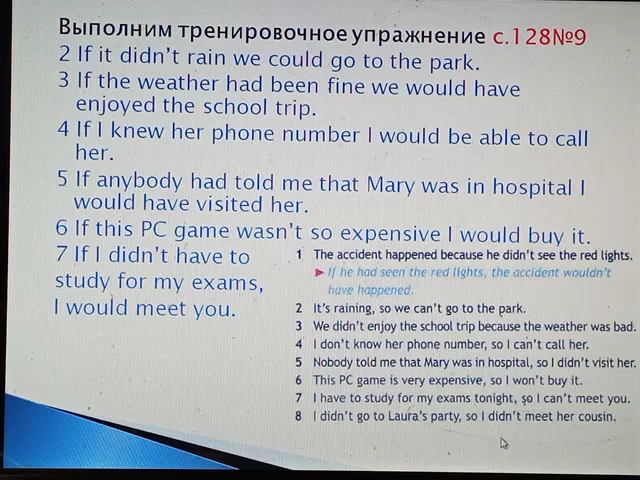 Выполним тренировочное упражнение с.128№9
2 If it didn't rain we could go to the park.
3 If the weather had been fine we would have
enjoyed the school trip.
4 If I knew her phone number I would be able to call
her.
5 If anybody had told me that Mary was in hospital I
would have visited her.
6 If this PC game wasn't so expensive I would buy it.
7 If I didn't have to
study for my exams,
I would meet you.
1 The accident happened because he didn't see the red lights.
► If he had seen the red lights, the accident wouldn't
have happened.
2 It's raining, so we can't go to the park.
3 We didn't enjoy the school trip because the weather was bad.
4 I don't know her phone number, so I can't call her.
5 Nobody told me that Mary was in hospital, so I didn't visit her.
6 This PC game is very expensive, so I won't buy it.
7 I have to study for my exams tonight, so I can't meet you.
8 I didn't go to Laura's party, so I didn't meet her cousin.